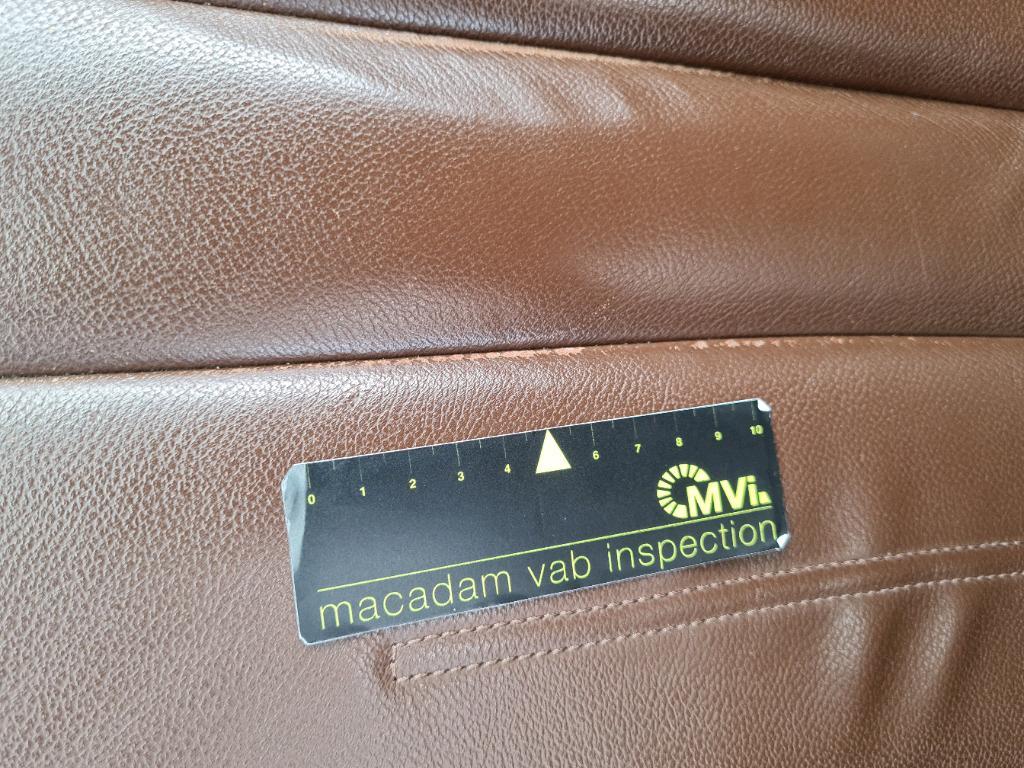 0 1 2 3 4 6 7 8 9 10
MVi.
macadam vab inspection